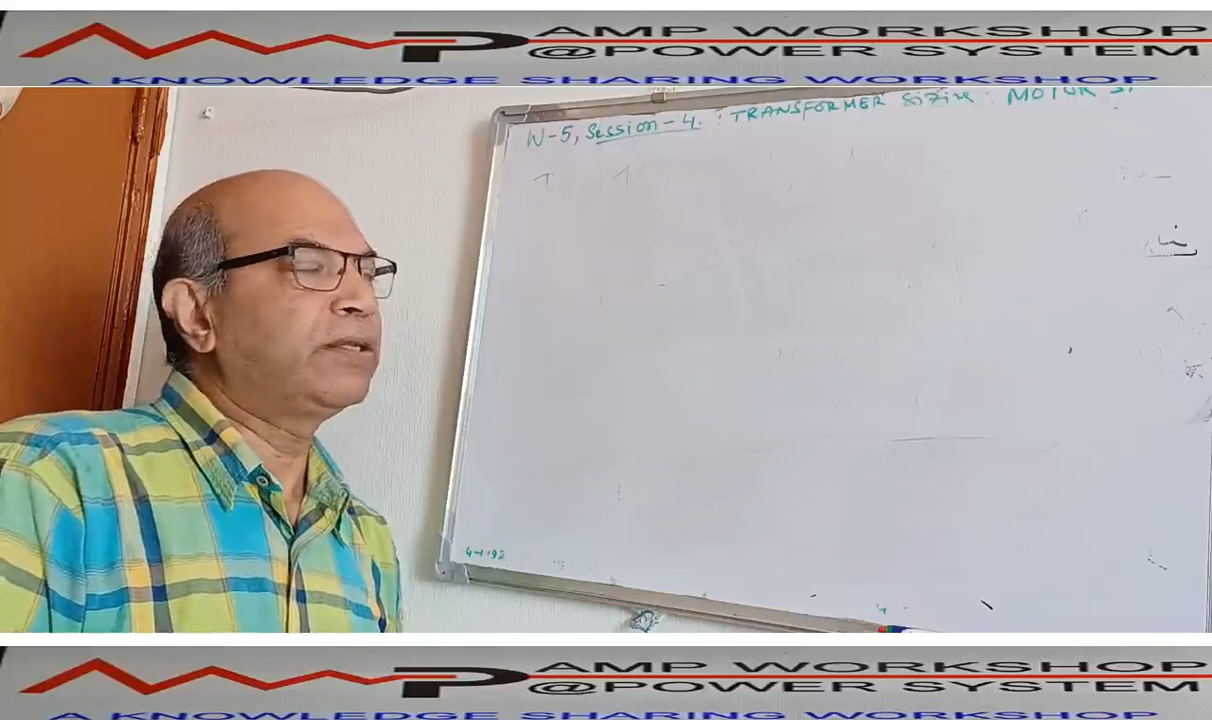 AMP WORKSHOP
@POWER SYSTEM
A KNOWLEDGE SHARING WORKSHOP
W-5, Session-4. : TRANSFORMER Sizing : MOTOR
AMP WORKSHOP
@POWER SYSTEM
A KNOWLEDGE SHARING WORKSHOP